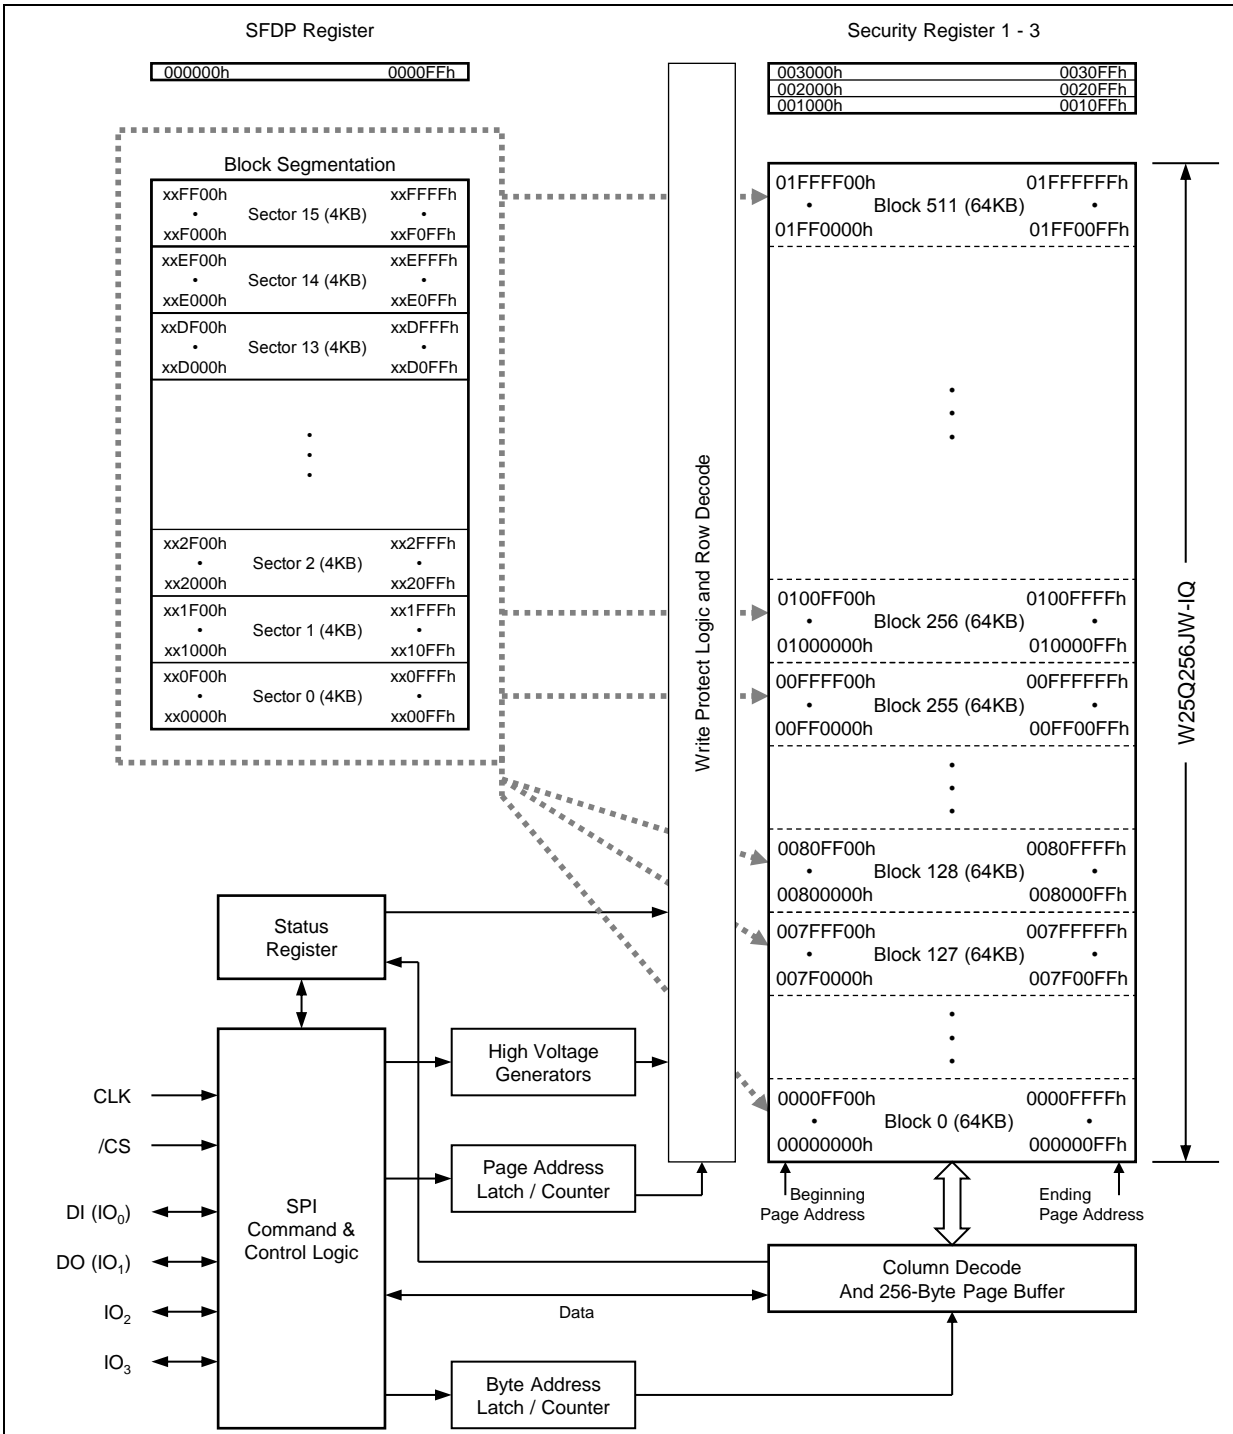 SFDP Register
000000h 0000FFh
Block Segmentation
xxFF00h xxFFFFh
• Sector 15 (4KB) •
xxF000h xxF0FFh
xxEF00h xxEFFFh
• Sector 14 (4KB) •
xxE000h xxE0FFh
xxDF00h xxDFFFh
• Sector 13 (4KB) •
xxD000h xxD0FFh
xx2F00h xx2FFFh
• Sector 2 (4KB) •
xx2000h xx20FFh
xx1F00h xx1FFFh
• Sector 1 (4KB) •
xx1000h xx10FFh
xx0F00h xx0FFFh
• Sector 0 (4KB) •
xx0000h xx00FFh
Write Protect Logic and Row Decode
Security Register 1 - 3
003000h 0030FFh
002000h 0020FFh
001000h 0010FFh
01FFFF00h 01FFFFFFh
• Block 511 (64KB) •
01FF0000h 01FF00FFh
0100FF00h 0100FFFFh
• Block 256 (64KB) •
01000000h 010000FFh
00FFFF00h 00FFFFFFh
• Block 255 (64KB) •
00FF0000h 00FF00FFh
0080FF00h 0080FFFFh
• Block 128 (64KB) •
00800000h 008000FFh
007FFF00h 007FFFFFh
• Block 127 (64KB) •
007F0000h 007F00FFh
0000FF00h 0000FFFFh
• Block 0 (64KB) •
00000000h 000000FFh
W25Q256JW-IQ
Beginning
Page Address
Ending
Page Address
Status
Register
High Voltage
Generators
Page Address
Latch / Counter
CLK
/CS
DI (IO0)
DO (IO1)
IO2
IO3
SPI
Command &
Control Logic
Column Decode
And 256-Byte Page Buffer
Data
Byte Address
Latch / Counter